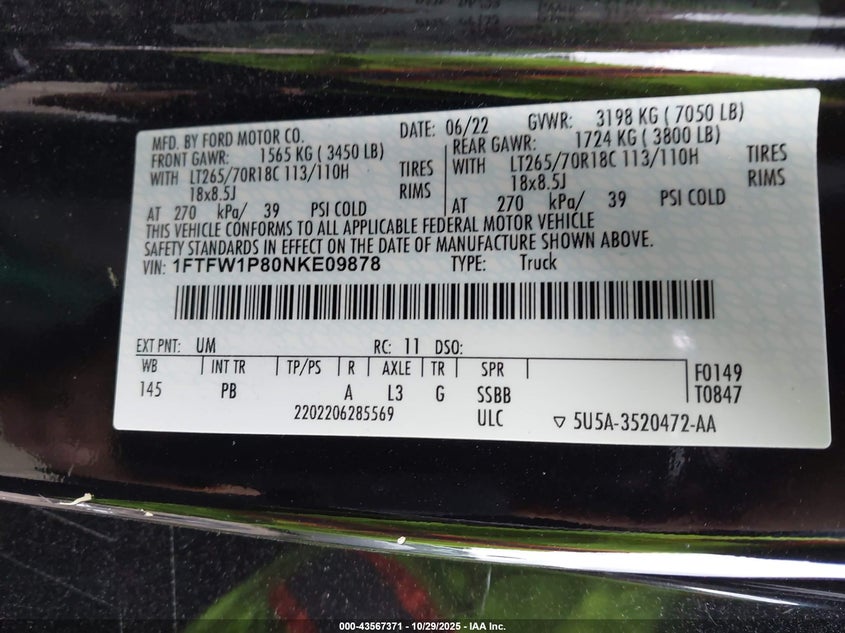 MFD. BY FORD MOTOR CO. DATE: 06/22 GVWR: 3198 KG ( 7050 LB)
FRONT GAWR: 1565 KG ( 3450 LB) REAR GAWR: 1724 KG ( 3800 LB)
WITH LT265/70R18C 113/110H TIRES WITH LT265/70R18C 113/110H TIRES
18x8.5J RIMS 18x8.5J RIMS
AT 270 kPa/ 39 PSI COLD AT 270 kPa/ 39 PSI COLD
THIS VEHICLE CONFORMS TO ALL APPLICABLE FEDERAL MOTOR VEHICLE
SAFETY STANDARDS IN EFFECT ON THE DATE OF MANUFACTURE SHOWN ABOVE.
VIN: 1FTFW1P80NKE09878 TYPE: Truck
EXT PNT: UM RC: 11 DSO:
WB INT TR TP/PS R AXLE TR SPR F0149
145 PB A L3 G SSBB T0847
2202206285569 ULC ▽ 5U5A-3520472-AA
000-43567371 - 10/29/2025 - IAA Inc.